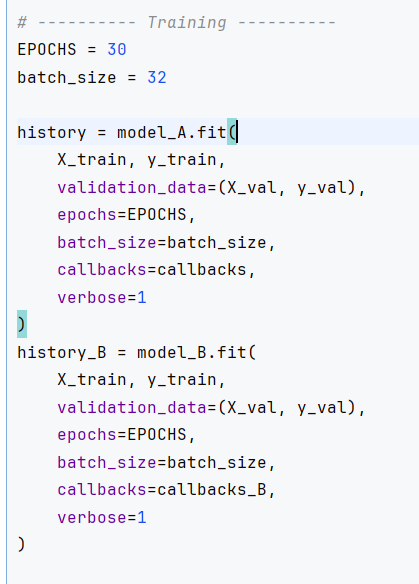 # ---------- Training ----------
EPOCHS = 30
batch_size = 32

history = model_A.fit(
    X_train, y_train,
    validation_data=(X_val, y_val),
    epochs=EPOCHS,
    batch_size=batch_size,
    callbacks=callbacks,
    verbose=1
)
history_B = model_B.fit(
    X_train, y_train,
    validation_data=(X_val, y_val),
    epochs=EPOCHS,
    batch_size=batch_size,
    callbacks=callbacks_B,
    verbose=1
)